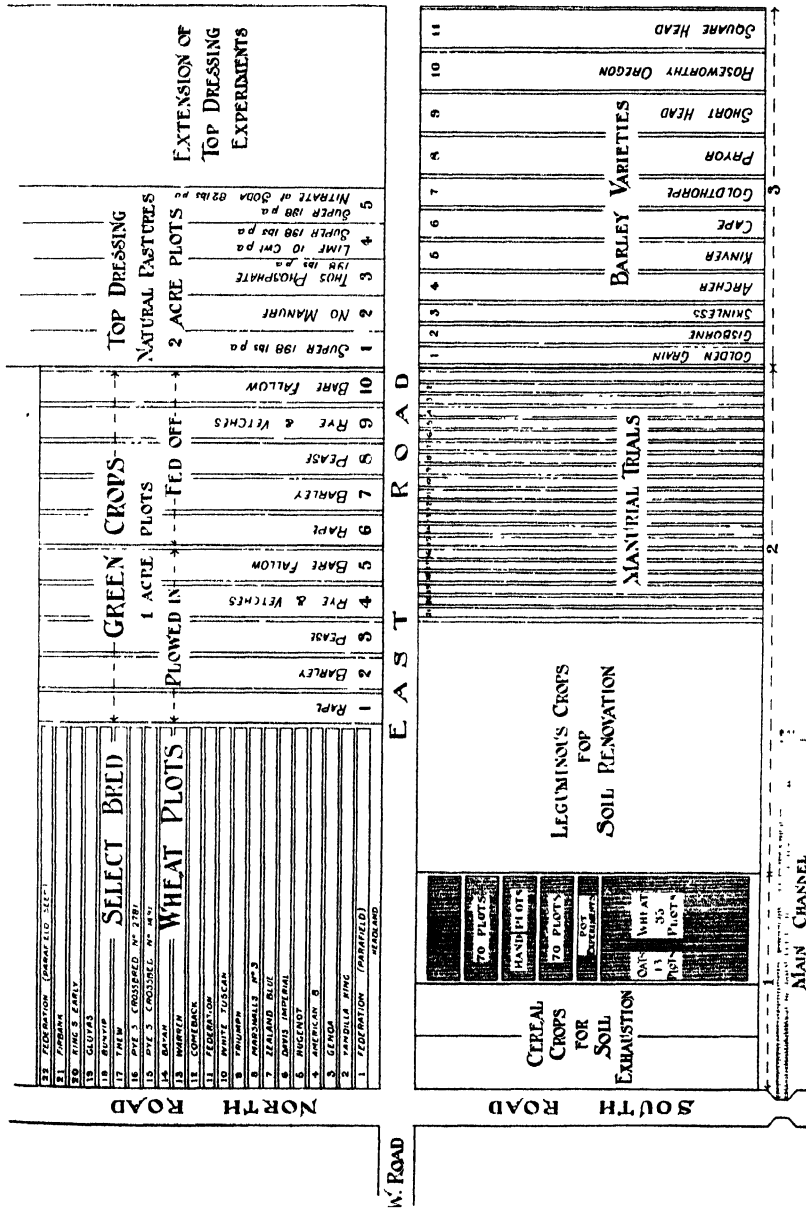 EXTENSION OF
TOP DRESSING
EXPERIMENTS
TOP DRESSING
NATURAL PASTURES
2 ACRE PLOTS
5 SUPER 198 pa
NITRATE of SODA 82 lbs pa
4 LIME 10 Cwt pa
SUPER 198 lbs pa
3 THOS PHOSPHATE
198 lbs pa
2 NO MANURE
1 SUPER 198 lbs pa
GREEN CROPS
1 ACRE PLOTS
PLOWED IN
FED OFF
10 BARE FALLOW
9 RYE & VETCHES
8 PEASE
7 BARLEY
6 RAPE
5 BARE FALLOW
4 RYE & VETCHES
3 PEASE
2 BARLEY
1 RAPE
SELECT BRED
WHEAT PLOTS
22 FEDERATION (PARAFIELD SELECT)
21 FIRBANK
20 KING'S EARLY
19 GLUYAS
18 BUNYIP
17 THEW
16 PYE'S CROSSBRED Nº 2781
15 PYE'S CROSSBRED Nº
14 BAYAH
13 WARREN
12 COMEBACK
11 FEDERATION
10 WHITE TUSCAN
9 TRIUMPH
8 MARSHALLS Nº 3
7 ZEALAND BLUE
6 DAVIS IMPERIAL
5 HUGENOT
4 AMERICAN 8
3 GENOA
2 YANDILLA KING
1 FEDERATION (PARAFIELD)
HEADLAND
EAST ROAD
NORTH ROAD
SOUTH ROAD
W. ROAD
BARLEY VARIETIES
11 SQUARE HEAD
10 ROSEWORTHY OREGON
9 SHORT HEAD
8 PRYOR
7 GOLDTHORPE
6 CAPE
5 KINVER
4 ARCHER
3 SKINLESS
2 GISBORNE
1 GOLDEN GRAIN
MANURIAL TRIALS
LEGUMINOUS CROPS
FOR
SOIL RENOVATION
70 PLOTS
HAND PLOTS
70 PLOTS
POT
EXPERIMENTS
OATS
13
PLOTS
WHEAT
35
PLOTS
CEREAL
CROPS
FOR
SOIL
EXHAUSTION
3
2
1
MAIN CHANNEL